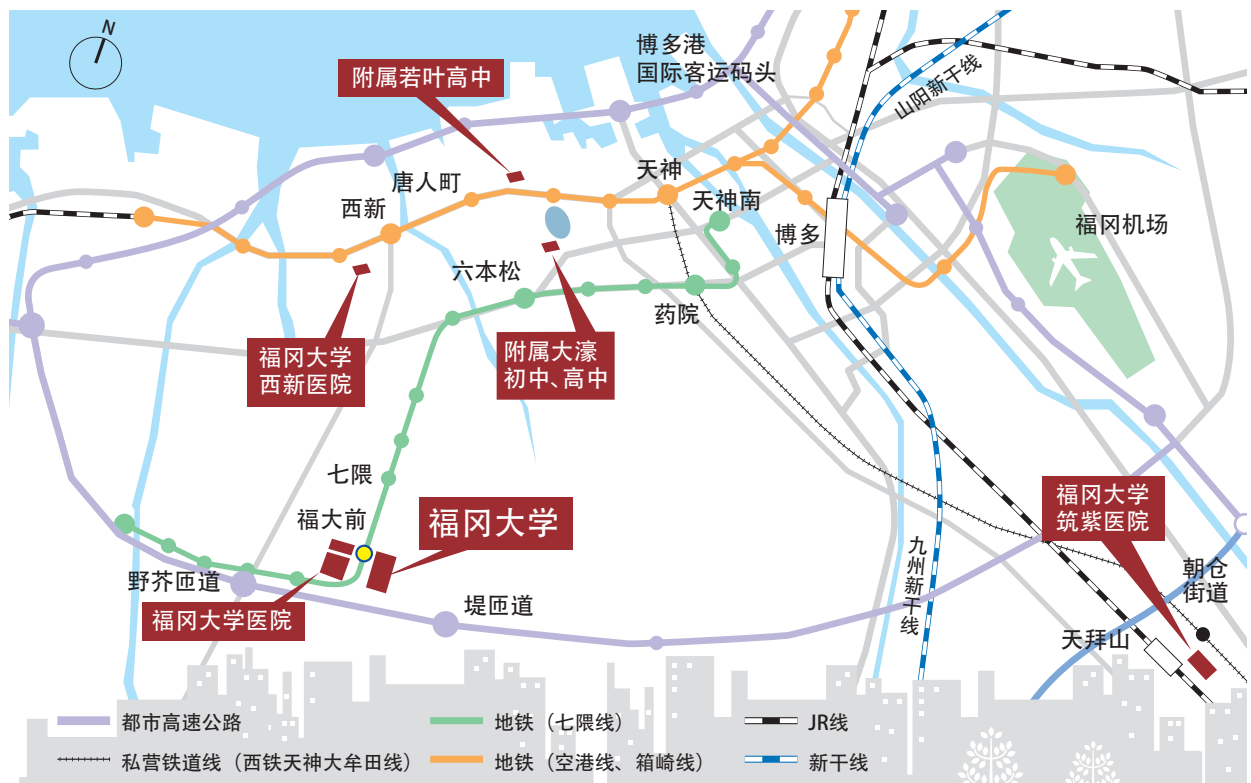 N
博多港
国际客运码头
附属若叶高中
山阳新干线
唐人町
天神
西新
天神南
博多
福冈机场
六本松
药院
福冈大学
西新医院
附属大濠
初中、高中
七隈
福冈大学
筑紫医院
福大前
福冈大学
九州新干线
朝仓
街道
野芥匝道
堤匝道
福冈大学医院
天拜山
都市高速公路
地铁（七隈线）
JR线
私营铁道线（西铁天神大牟田线）
地铁（空港线、箱崎线）
新干线